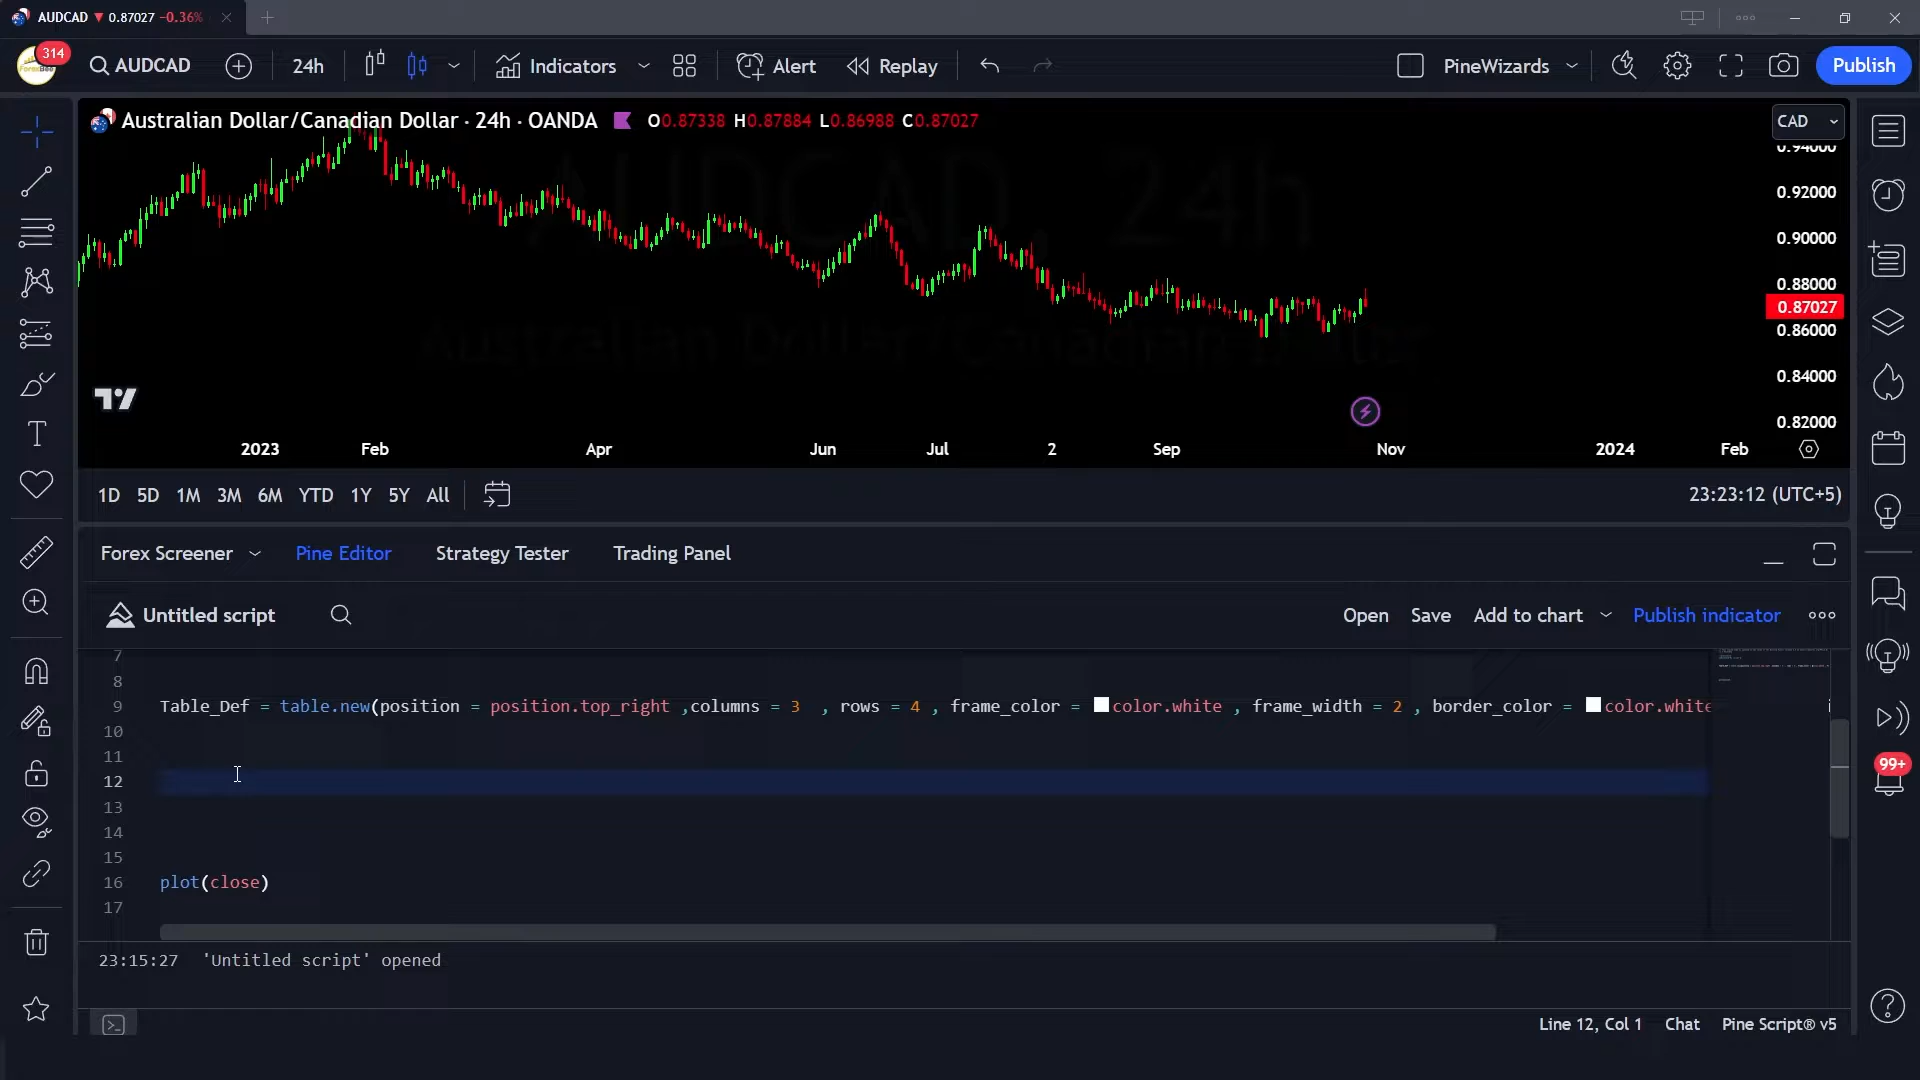 AUDCAD ▼ 0.87027 −0.36%
314
AUDCAD
24h
Indicators
Alert
Replay
PineWizards
Publish
Australian Dollar/Canadian Dollar · 24h · OANDA
O0.87338 H0.87884 L0.86988 C0.87027
CAD
0.94000
0.92000
0.90000
0.88000
0.87027
0.86000
0.84000
0.82000
2023 Feb Apr Jun Jul 2 Sep Nov 2024 Feb
1D 5D 1M 3M 6M YTD 1Y 5Y All
23:23:12 (UTC+5)
Forex Screener Pine Editor Strategy Tester Trading Panel
Untitled script
Open Save Add to chart Publish indicator
7
8
9 Table_Def = table.new(position = position.top_right ,columns = 3 , rows = 4 , frame_color = color.white , frame_width = 2 , border_color = color.white
10
11
12
13
14
15
16 plot(close)
17
99+
23:15:27 'Untitled script' opened
Line 12, Col 1 Chat Pine Script® v5